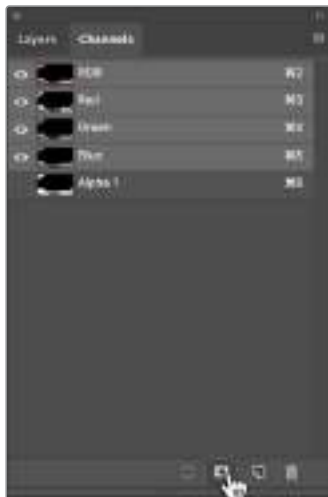 Layers Channels
RGB ⌘2
Red ⌘3
Green ⌘4
Blue ⌘5
Alpha 1 ⌘6